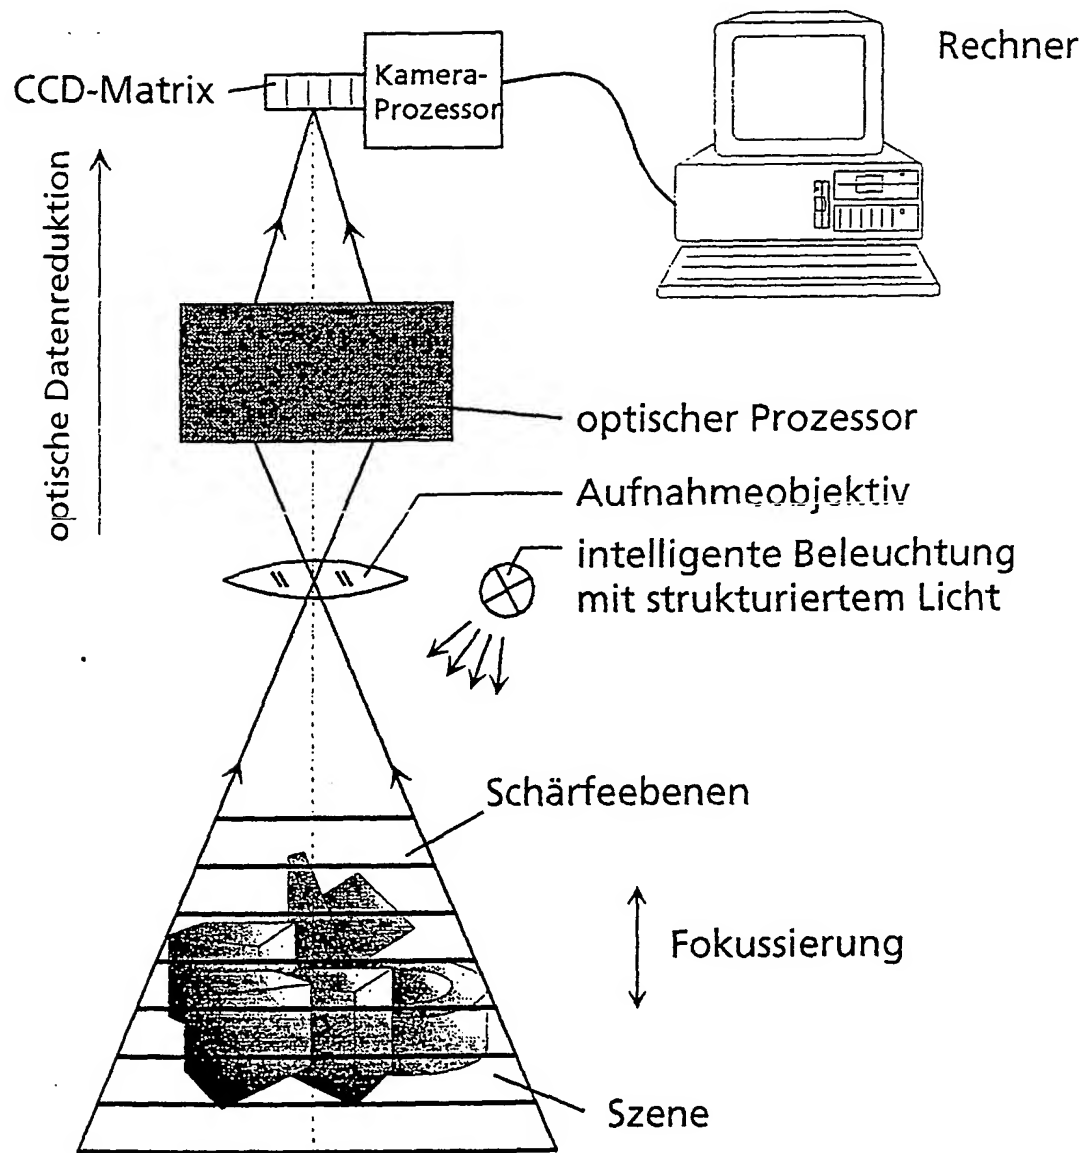 Rechner
CCD-Matrix
Kamera-
Prozessor
optische Datenreduktion
optischer Prozessor
Aufnahmeobjektiv
intelligente Beleuchtung
mit strukturiertem Licht
Schärfeebenen
Fokussierung
Szene